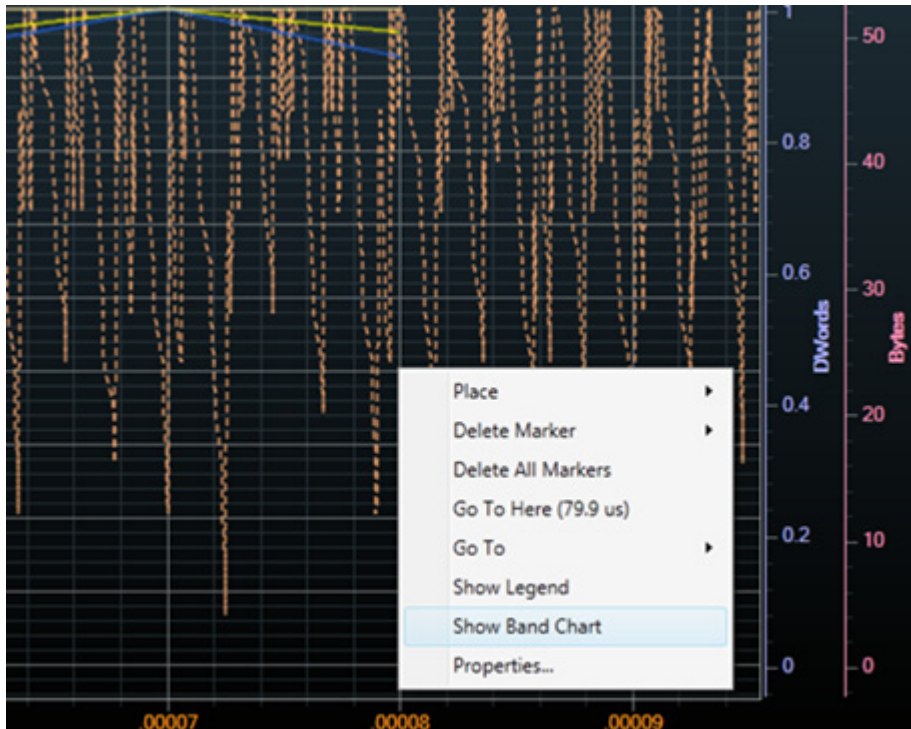 1
0.8
0.6
0.4
0.2
0
DWords
50
40
30
20
10
0
Bytes
Place
Delete Marker
Delete All Markers
Go To Here (79.9 us)
Go To
Show Legend
Show Band Chart
Properties...
.00007
.00008
.00009